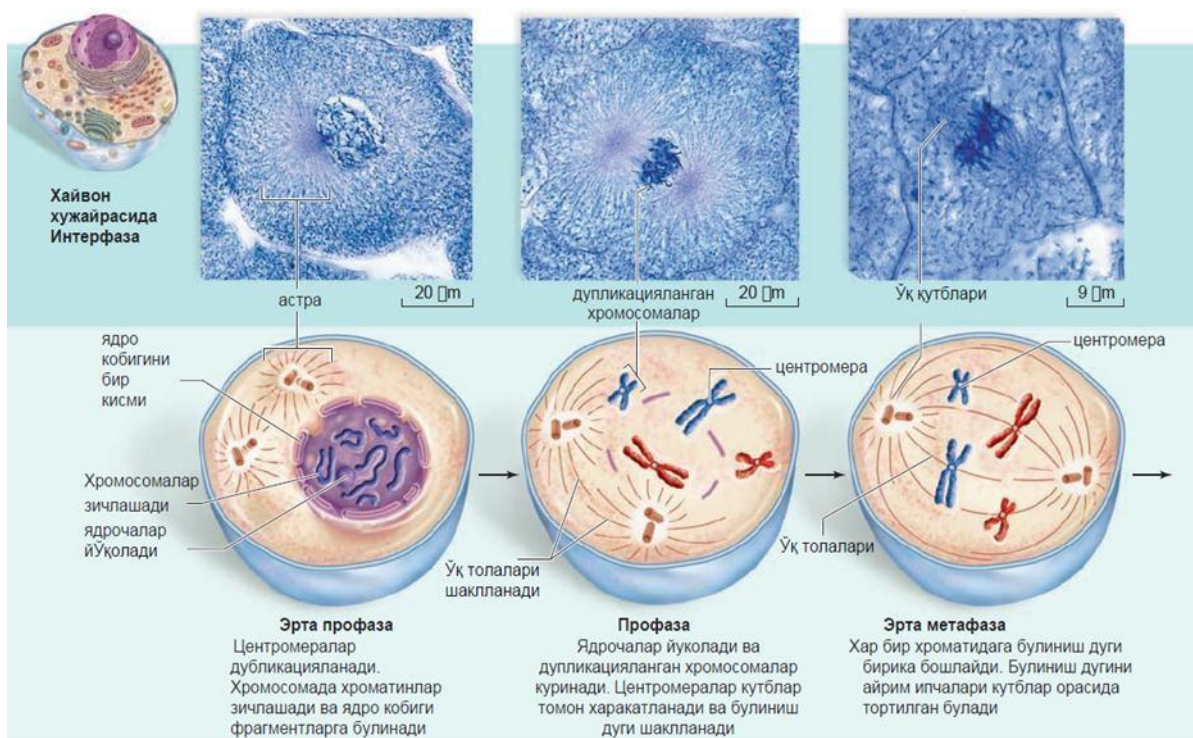 Хайвон
хужайрасида
Интерфаза
астра
20 m
дупликацияланган
хромосомалар
20 m
Ўқ қутблари
9 m
ядро
кобигини
бир
кисми
Хромосомалар
зичлашади
ядрочалар
йЎқолади
центромера
Ўқ толалари
шаклланади
центромера
Ўқ толалари
Эрта профаза
Центромералар
дубликацияланади.
Хромосомада хроматинлар
зичлашади ва ядро кобиги
фрагментларга булинади
Профаза
Ядрочалар йуколади ва
дупликацияланган хромосомалар
куринади. Центромералар кутблар
томон харакатланади ва булиниш
дуги шаклланади
Эрта метафаза
Хар бир хроматидага булиниш дуги
бирика бошлайди. Булиниш дугини
айрим ипчалари кутблар орасида
тортилган булади